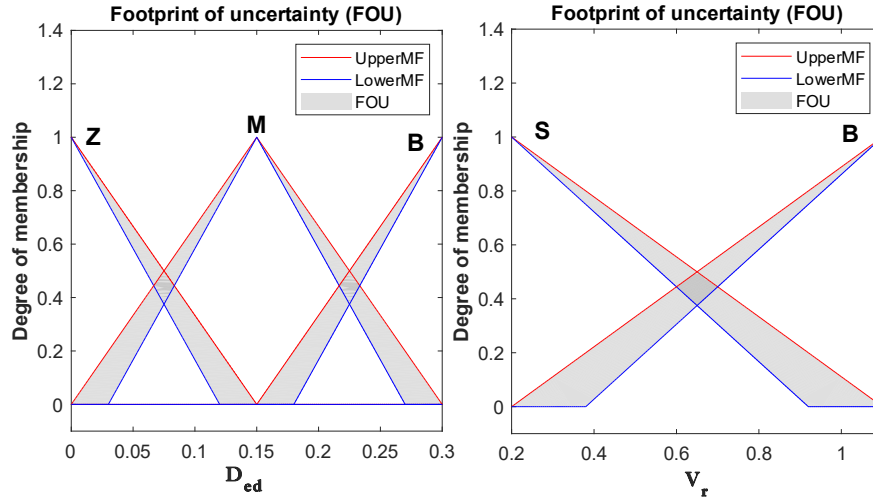 Footprint of uncertainty (FOU)
1.4
1.2
1
0.8
0.6
0.4
0.2
0
Degree of membership
UpperMF
LowerMF
FOU
Z
M
B
0
0.05
0.1
0.15
0.2
0.25
0.3
D_ed
Footprint of uncertainty (FOU)
1.4
1.2
1
0.8
0.6
0.4
0.2
0
Degree of membership
UpperMF
LowerMF
FOU
S
B
0.2
0.4
0.6
0.8
1
V_r